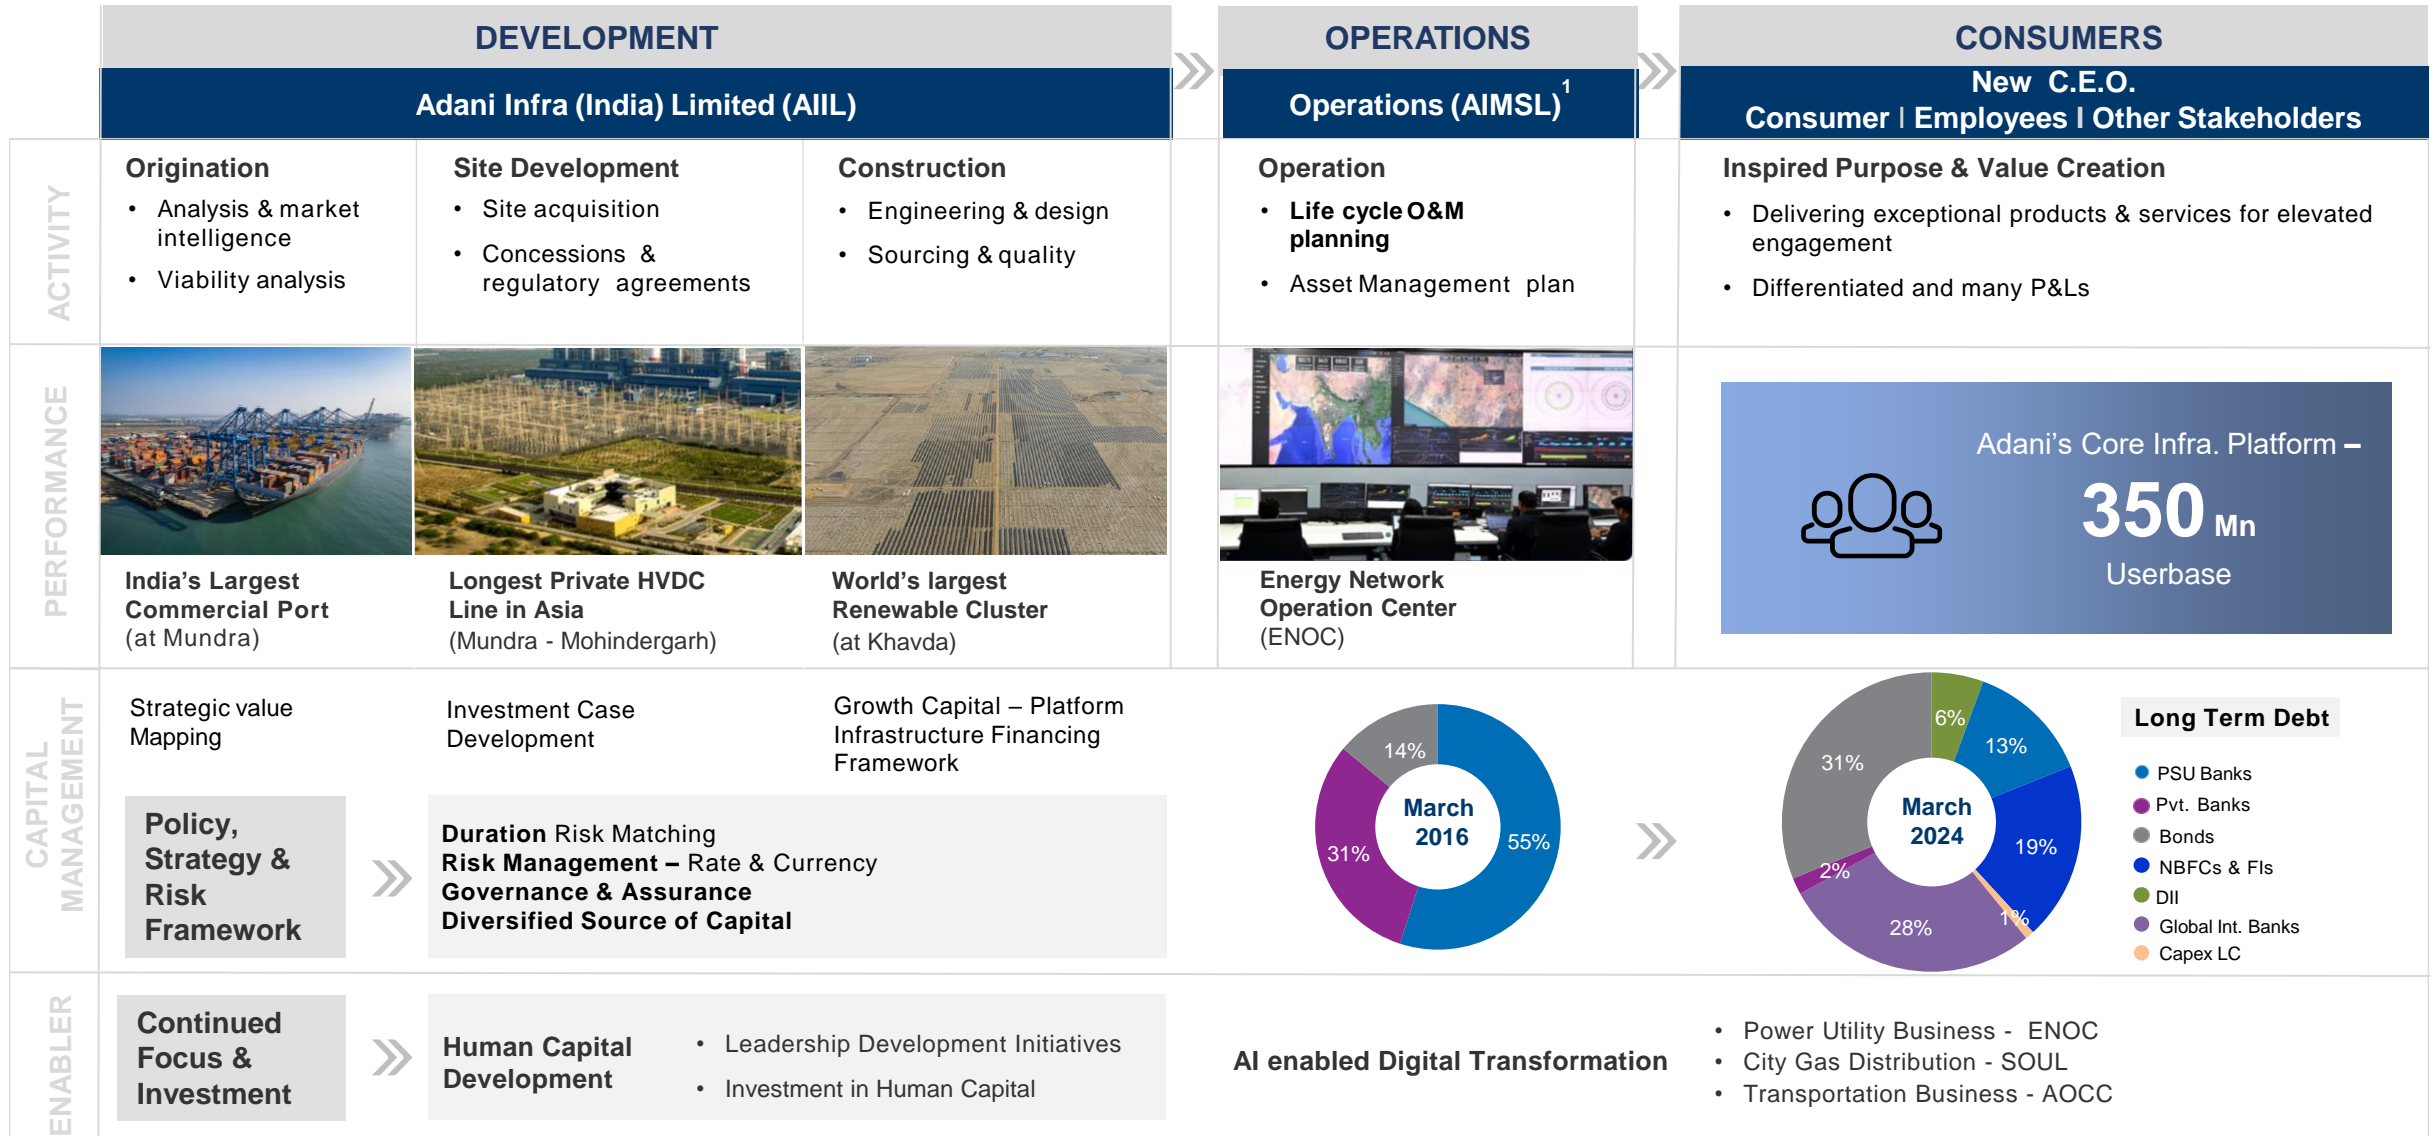 DEVELOPMENT
OPERATIONS
CONSUMERS
Adani Infra (India) Limited (AIIL)
Operations (AIMSL)1
New C.E.O.
Consumer I Employees I Other Stakeholders
ACTIVITY
Origination
• Analysis & market
intelligence
• Viability analysis
Site Development
• Site acquisition
• Concessions &
regulatory agreements
Construction
• Engineering & design
• Sourcing & quality
Operation
• Life cycle O&M
planning
• Asset Management plan
Inspired Purpose & Value Creation
• Delivering exceptional products & services for elevated
engagement
• Differentiated and many P&Ls
PERFORMANCE
India's Largest
Commercial Port
(at Mundra)
Longest Private HVDC
Line in Asia
(Mundra - Mohindergarh)
World's largest
Renewable Cluster
(at Khavda)
Energy Network
Operation Center
(ENOC)
Adani's Core Infra. Platform –
350 Mn
Userbase
CAPITAL
MANAGEMENT
Strategic value
Mapping
Investment Case
Development
Growth Capital – Platform
Infrastructure Financing
Framework
Policy,
Strategy &
Risk
Framework
Duration Risk Matching
Risk Management – Rate & Currency
Governance & Assurance
Diversified Source of Capital
14%
31%
55%
March
2016
6%
13%
31%
19%
2%
1%
28%
March
2024
Long Term Debt
PSU Banks
Pvt. Banks
Bonds
NBFCs & FIs
DII
Global Int. Banks
Capex LC
ENABLER
Continued
Focus &
Investment
Human Capital
Development
• Leadership Development Initiatives
• Investment in Human Capital
AI enabled Digital Transformation
• Power Utility Business - ENOC
• City Gas Distribution - SOUL
• Transportation Business - AOCC